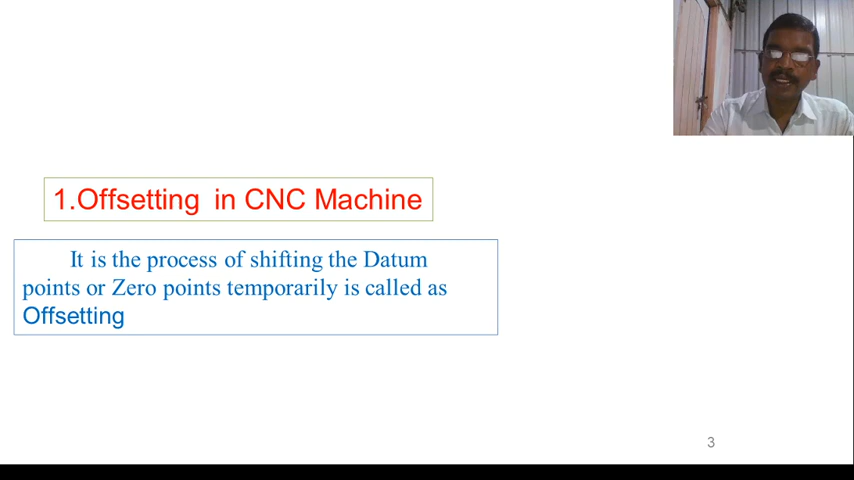 1.Offsetting in CNC Machine
It is the process of shifting the Datum
points or Zero points temporarily is called as
Offsetting
3